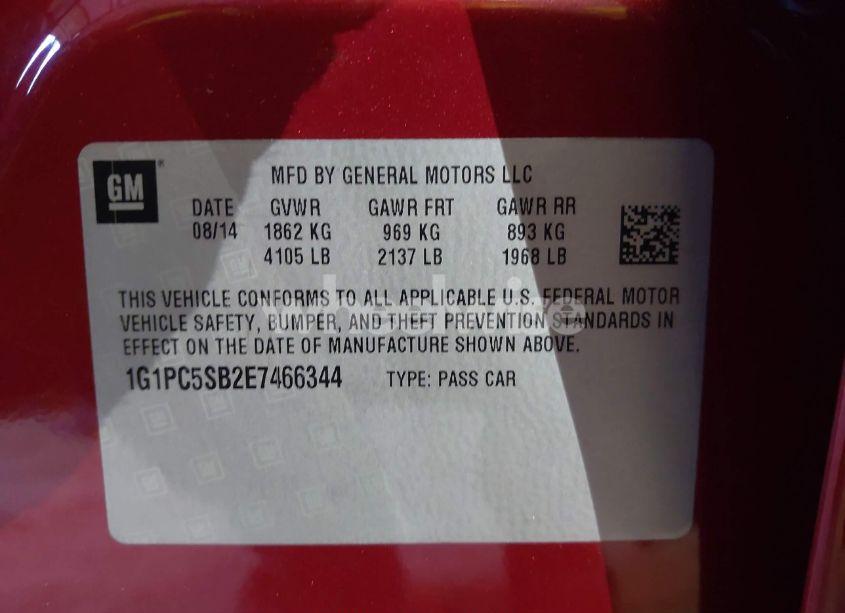 GM
MFD BY GENERAL MOTORS LLC
DATE GVWR GAWR FRT GAWR RR
08/14 1862 KG 969 KG 893 KG
4105 LB 2137 LB 1968 LB
THIS VEHICLE CONFORMS TO ALL APPLICABLE U.S. FEDERAL MOTOR
VEHICLE SAFETY, BUMPER, AND THEFT PREVENTION STANDARDS IN
EFFECT ON THE DATE OF MANUFACTURE SHOWN ABOVE.
1G1PC5SB2E7466344 TYPE: PASS CAR